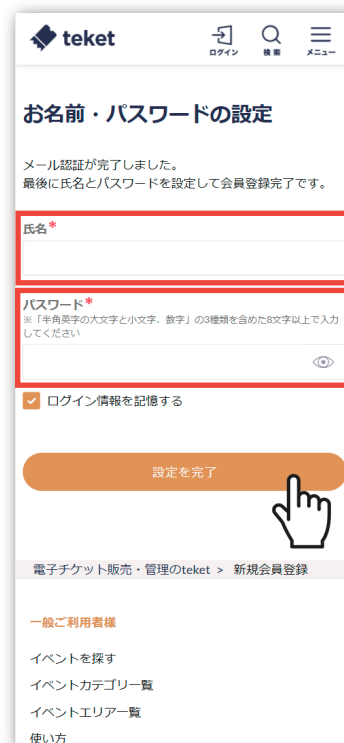 teket
ログイン
検索
メニュー
お名前・パスワードの設定
メール認証が完了しました。
最後に氏名とパスワードを設定して会員登録完了です。
氏名*
パスワード*
※「半角英字の大文字と小文字、数字」の3種類を含めた8文字以上で入力
してください
ログイン情報を記憶する
設定を完了
電子チケット販売・管理のteket > 新規会員登録
一般ご利用者様
イベントを探す
イベントカテゴリ一覧
イベントエリア一覧
使い方